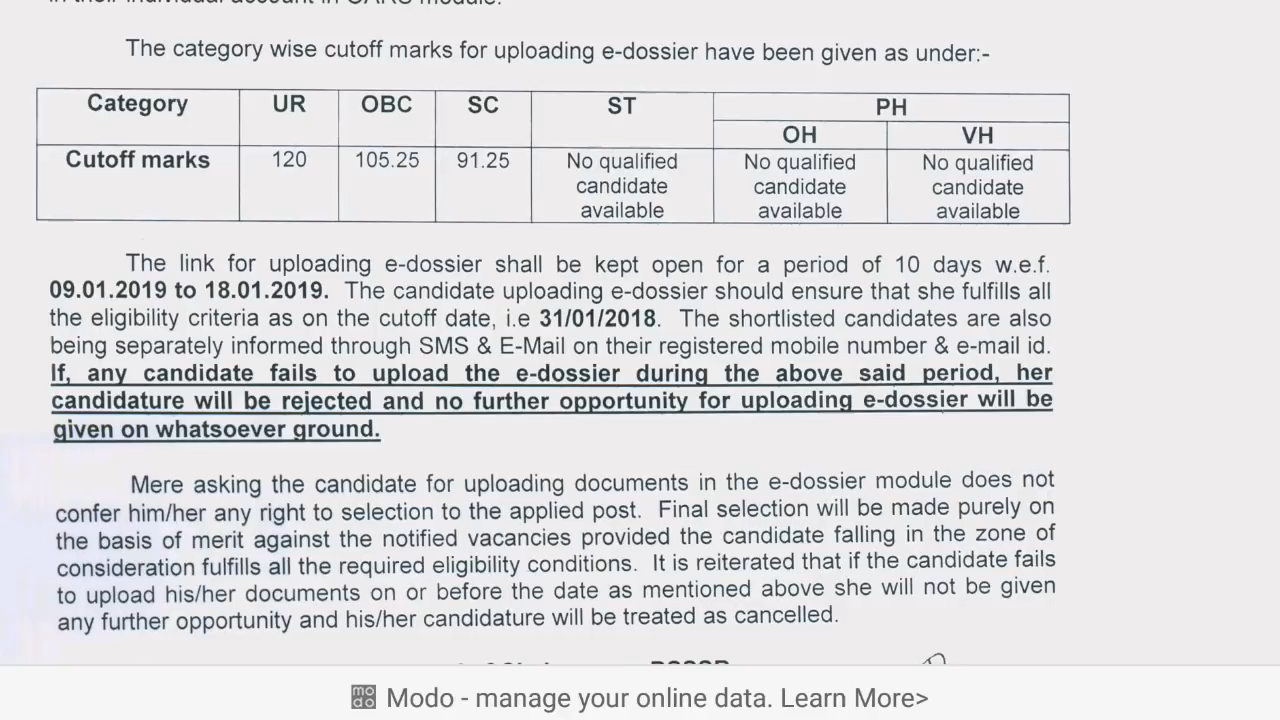 in their individual account in OARS module.
The category wise cutoff marks for uploading e-dossier have been given as under:-
Category UR OBC SC ST PH
OH VH
Cutoff marks 120 105.25 91.25 No qualified candidate available No qualified candidate available No qualified candidate available
The link for uploading e-dossier shall be kept open for a period of 10 days w.e.f.
09.01.2019 to 18.01.2019. The candidate uploading e-dossier should ensure that she fulfills all
the eligibility criteria as on the cutoff date, i.e 31/01/2018. The shortlisted candidates are also
being separately informed through SMS & E-Mail on their registered mobile number & e-mail id.
If, any candidate fails to upload the e-dossier during the above said period, her
candidature will be rejected and no further opportunity for uploading e-dossier will be
given on whatsoever ground.
Mere asking the candidate for uploading documents in the e-dossier module does not
confer him/her any right to selection to the applied post. Final selection will be made purely on
the basis of merit against the notified vacancies provided the candidate falling in the zone of
consideration fulfills all the required eligibility conditions. It is reiterated that if the candidate fails
to upload his/her documents on or before the date as mentioned above she will not be given
any further opportunity and his/her candidature will be treated as cancelled.
modo Modo - manage your online data. Learn More>